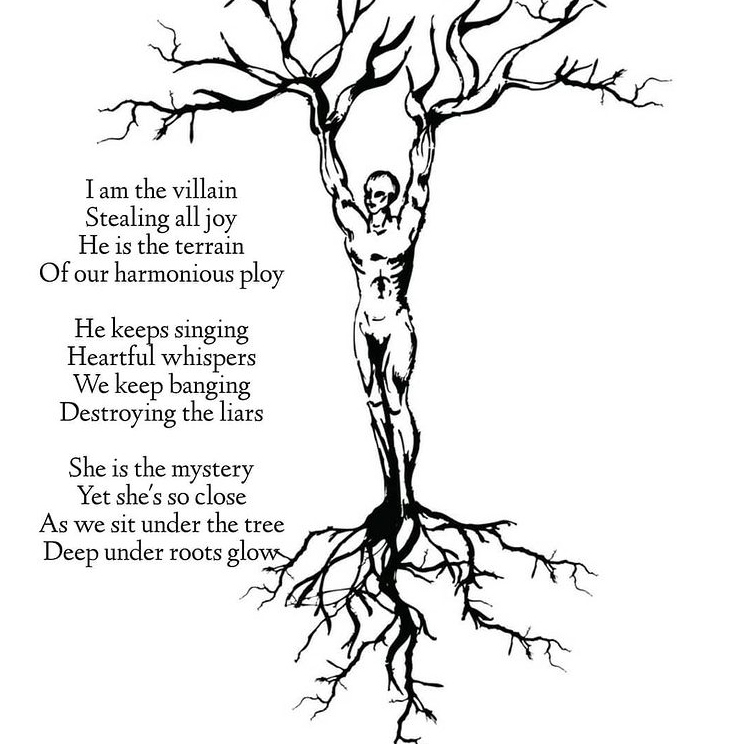 I am the villain
Stealing all joy
He is the terrain
Of our harmonious ploy
He keeps singing
Heartful whispers
We keep banging
Destroying the liars
She is the mystery
Yet she's so close
As we sit under the tree
Deep under roots glow